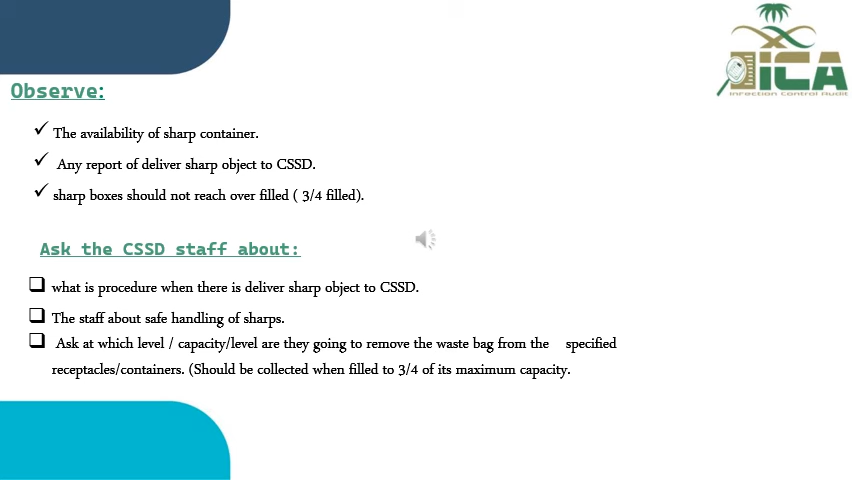 iCA
Infection Control Audit
Observe:
✓ The availability of sharp container.
✓ Any report of deliver sharp object to CSSD.
✓ sharp boxes should not reach over filled ( 3/4 filled).
Ask the CSSD staff about:
❑ what is procedure when there is deliver sharp object to CSSD.
❑ The staff about safe handling of sharps.
❑ Ask at which level / capacity/level are they going to remove the waste bag from the specified
receptacles/containers. (Should be collected when filled to 3/4 of its maximum capacity.